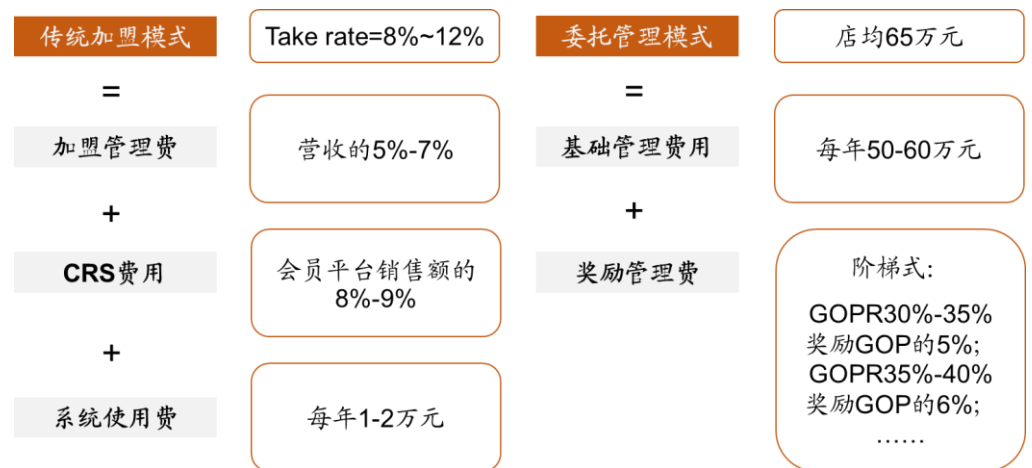 传统加盟模式
Take rate=8%~12%
=
加盟管理费
营收的5%-7%
+
CRS费用
会员平台销售额的
8%-9%
+
系统使用费
每年1-2万元
委托管理模式
店均65万元
=
基础管理费用
每年50-60万元
+
奖励管理费
阶梯式:
GOPR30%-35%
奖励GOP的5%;
GOPR35%-40%
奖励GOP的6%;
……